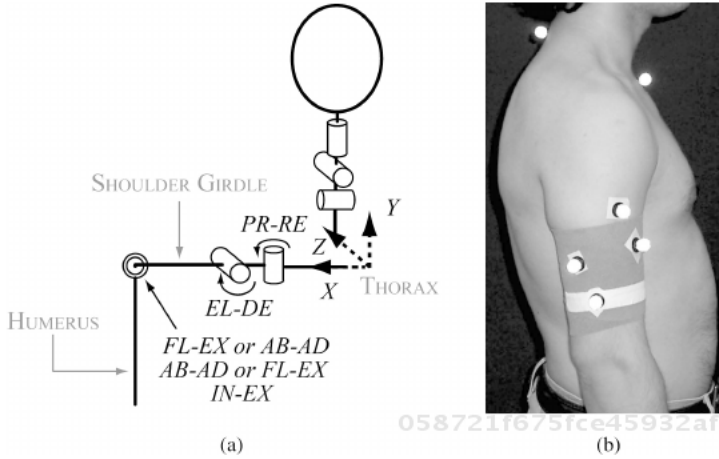 SHOULDER GIRDLE
PR-RE
Y
Z
X
THORAX
EL-DE
HUMERUS
FL-EX or AB-AD
AB-AD or FL-EX
IN-EX
058721f675fce45932af
(a)
(b)